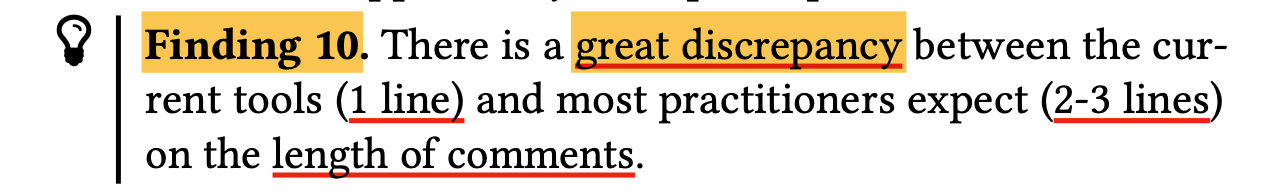 Finding 10. There is a great discrepancy between the cur-
rent tools (1 line) and most practitioners expect (2-3 lines)
on the length of comments.